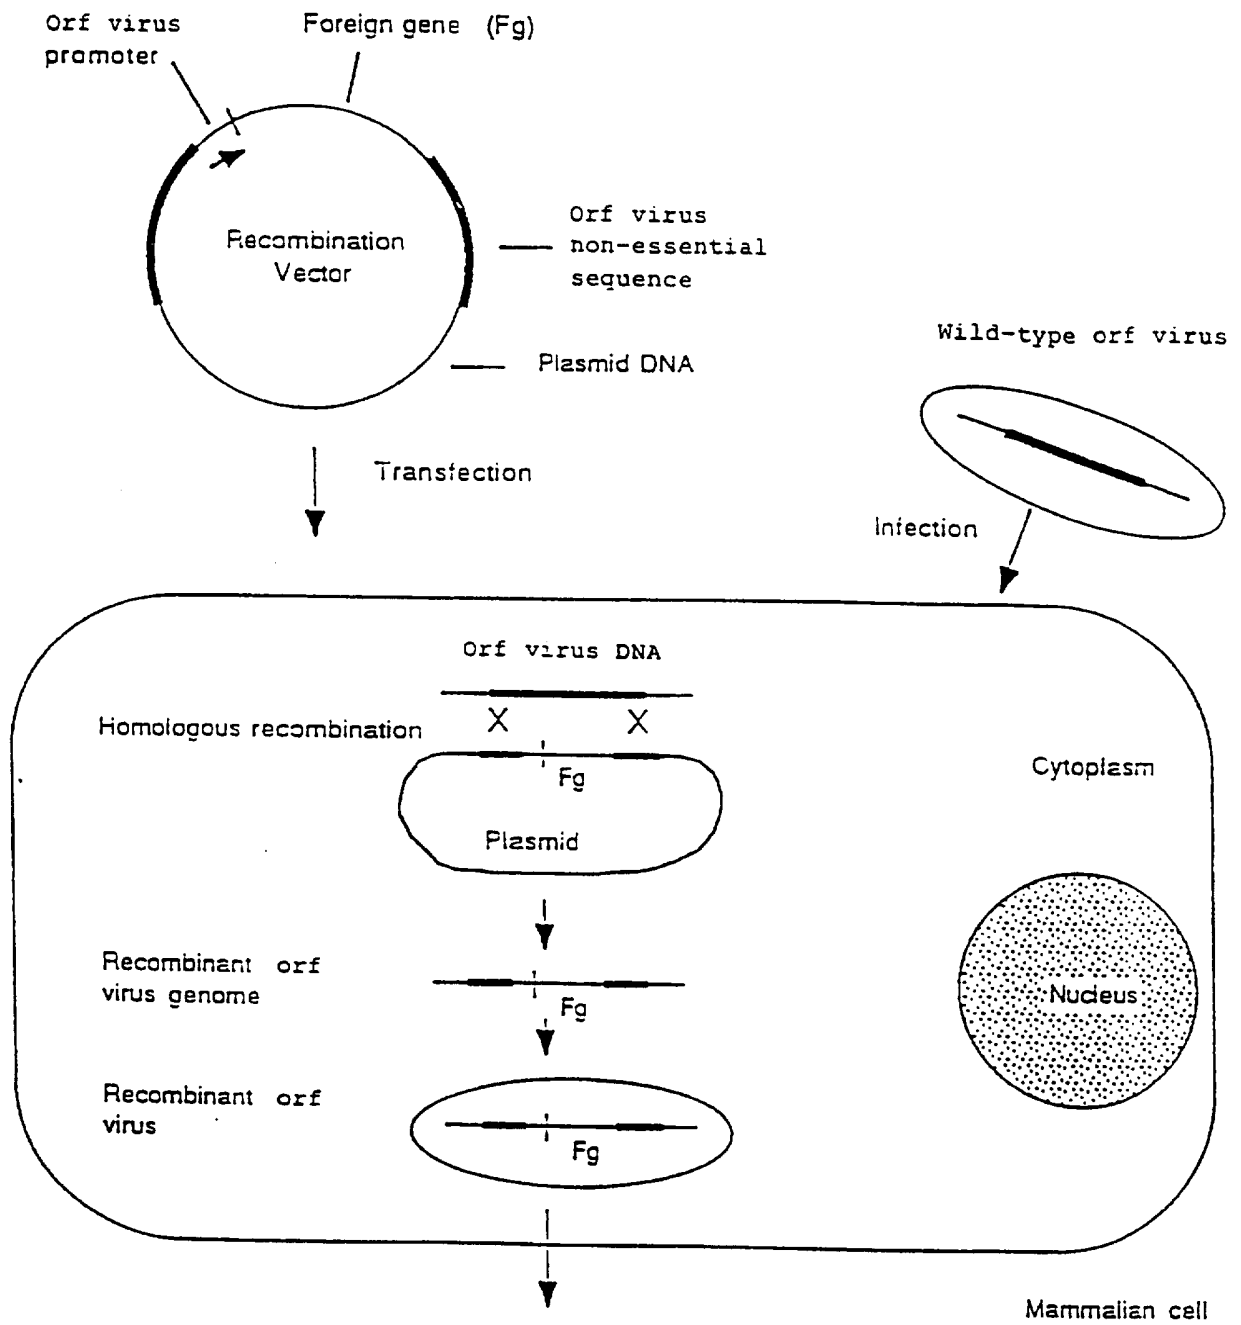 Orf virus
promoter
Foreign gene (Fg)
Recombination
Vector
Orf virus
non-essential
sequence
Plasmid DNA
Wild-type orf virus
Transfection
Infection
Orf virus DNA
X X
Homologous recombination
Fg
Cytoplasm
Plasmid
Recombinant orf
virus genome
Fg
Nucleus
Recombinant orf
virus
Fg
Mammalian cell